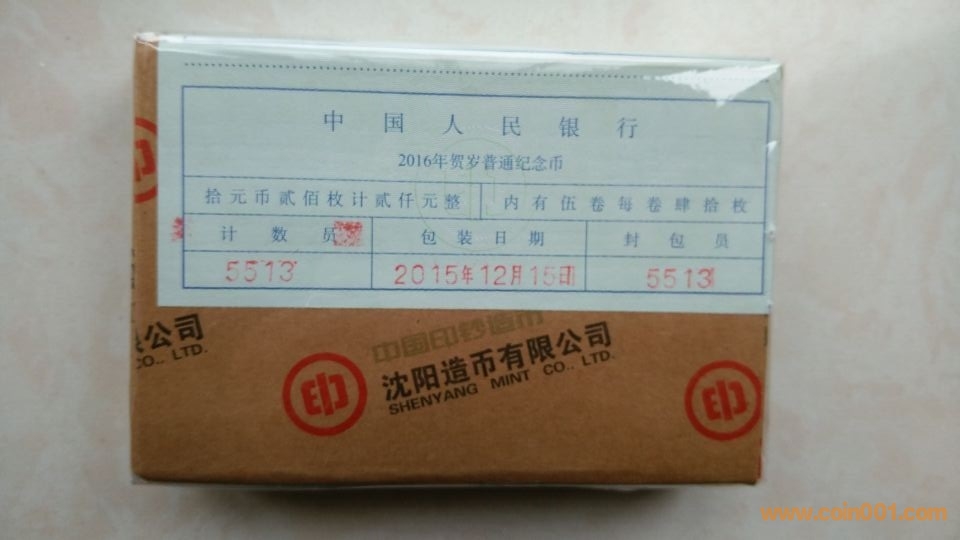 中国人民银行
2016年贺岁普通纪念币
拾元币贰佰枚计贰仟元整 内有伍卷每卷肆拾枚
计数员 包装日期 封包员
5513 2015年12月15日 5513
公司
CO.. LTD.
中国印钞造币
沈阳造币有限公司
SHENYANG MINT CO.. LTD.
www.coin001.com